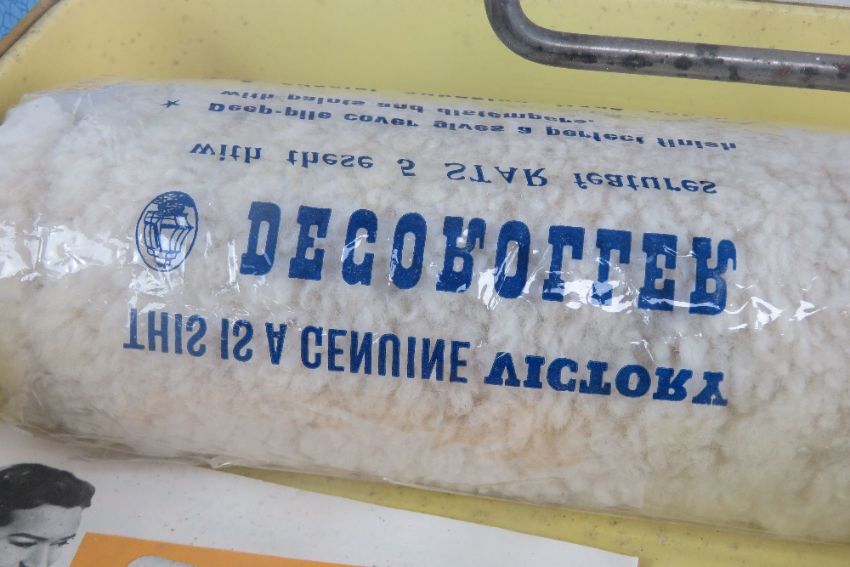 THIS IS A GENUINE VICTORY
DECOROLLER
with these 5 STAR features
★ Deep-pile cover gives a perfect finish
with paints and distempers.